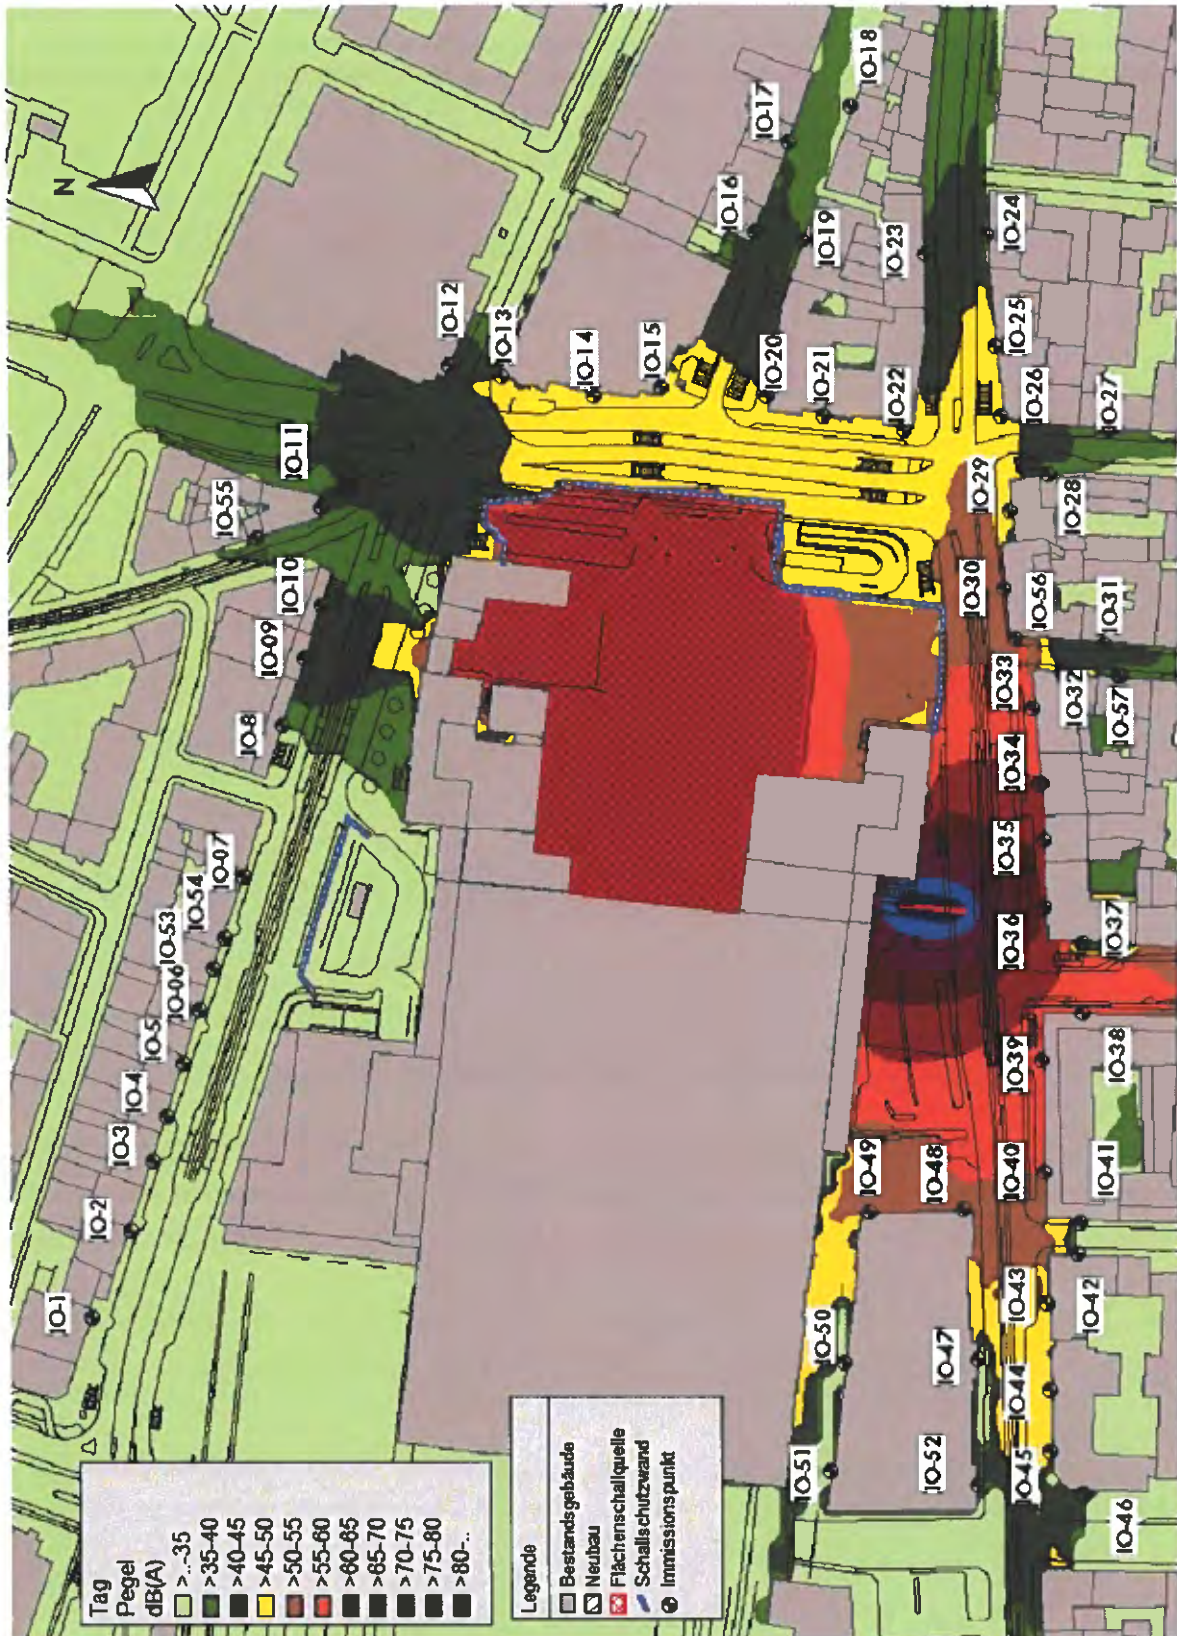 N
IO-18
IO-17
IO-16
IO-19
IO-23
IO-24
IO-12
IO-13
IO-14
IO-15
IO-20
IO-21
IO-22
IO-25
IO-26
IO-27
IO-11
IO-55
IO-10
IO-09
IO-8
IO-29
IO-28
IO-30
IO-56
IO-31
IO-33
IO-32
IO-57
IO-34
IO-35
IO-36
IO-37
IO-07
IO-54
IO-53
IO-06
IO-5
IO-4
IO-3
IO-2
IO-1
IO-39
IO-38
IO-49
IO-48
IO-40
IO-41
IO-50
IO-47
IO-43
IO-42
IO-44
IO-51
IO-52
IO-45
IO-46
Tag
Pegel
dB(A)
>..-35
>35-40
>40-45
>45-50
>50-55
>55-60
>60-65
>65-70
>70-75
>75-80
>80-..
Legende
Bestandsgebäude
Neubau
Flächenschallquelle
Schallschutzwand
Immissionspunkt